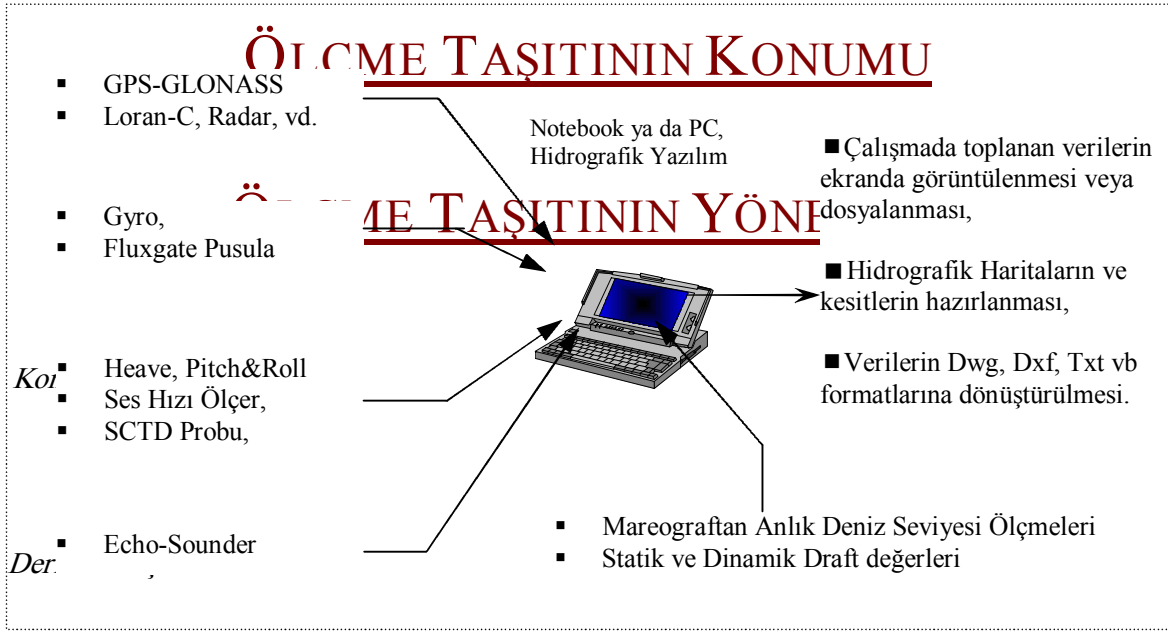 ÖLÇME TAŞITININ KONUMU
▪ GPS-GLONASS
▪ Loran-C, Radar, vd.
Notebook ya da PC,
Hidrografik Yazılım
■Çalışmada toplanan verilerin
ekranda görüntülenmesi veya
dosyalanması,
TAŞITININ
▪ Gyro,
▪ Fluxgate Pusula
■Hidrografik Haritaların ve
kesitlerin hazırlanması,
▪ Heave, Pitch&Roll
▪ Ses Hızı Ölçer,
▪ SCTD Probu,
■Verilerin Dwg, Dxf, Txt vb
formatlarına dönüştürülmesi.
▪ Echo-Sounder
▪ Mareograftan Anlık Deniz Seviyesi Ölçmeleri
▪ Statik ve Dinamik Draft değerleri